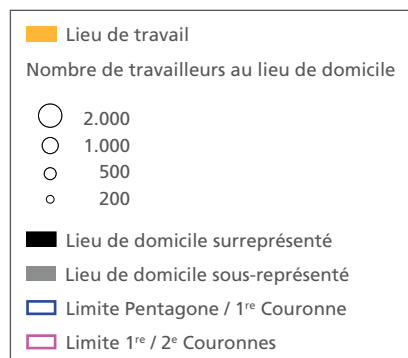 Lieu de travail
Nombre de travailleurs au lieu de domicile
2.000
1.000
500
200
Lieu de domicile surreprésenté
Lieu de domicile sous-représenté
Limite Pentagone / 1re Couronne
Limite 1re / 2e Couronnes